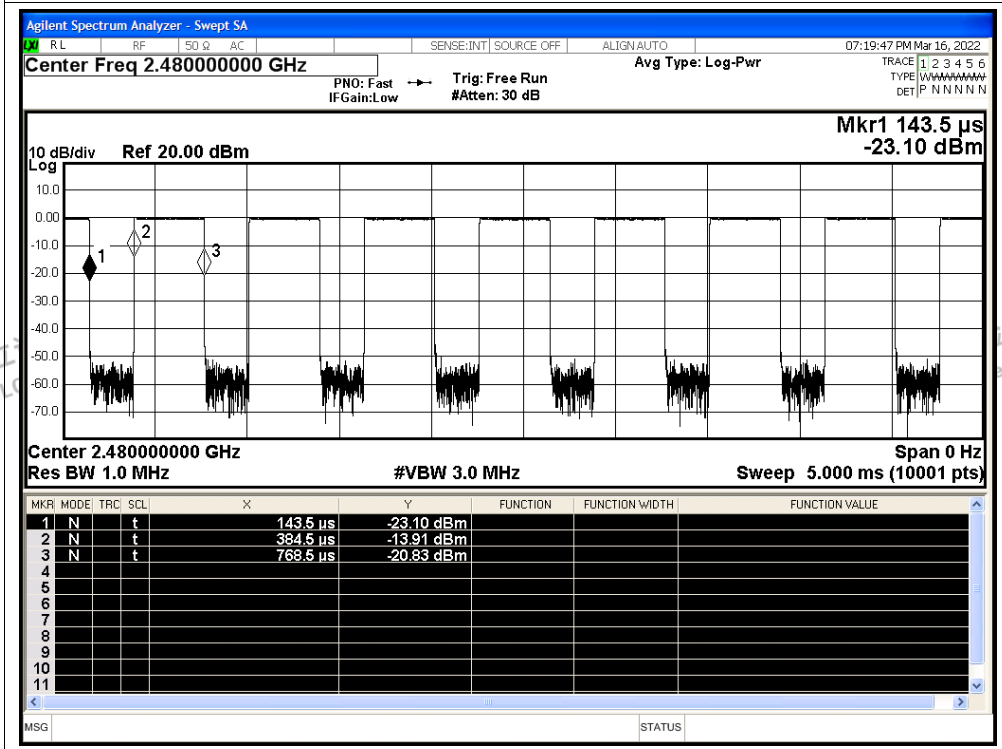 Agilent Spectrum Analyzer - Swept SA
LXI RL RF 50 Ω AC SENSE:INT SOURCE OFF ALIGN AUTO 07:19:47 PM Mar 16, 2022
Center Freq 2.480000000 GHz
PNO: Fast
IFGain:Low
Trig: Free Run
#Atten: 30 dB
Avg Type: Log-Pwr
TRACE 1 2 3 4 5 6
TYPE WWWWWW
DET P N N N N N
Mkr1 143.5 µs
-23.10 dBm
10 dB/div Ref 20.00 dBm
Log
10.0
0.00
-10.0
-20.0
-30.0
-40.0
-50.0
-60.0
-70.0
1
2
3
Center 2.480000000 GHz Span 0 Hz
Res BW 1.0 MHz #VBW 3.0 MHz Sweep 5.000 ms (10001 pts)
MKR MODE TRC SCL X Y FUNCTION FUNCTION WIDTH FUNCTION VALUE
1 N t 143.5 µs -23.10 dBm
2 N t 384.5 µs -13.91 dBm
3 N t 768.5 µs -20.83 dBm
4
5
6
7
8
9
10
11
MSG STATUS